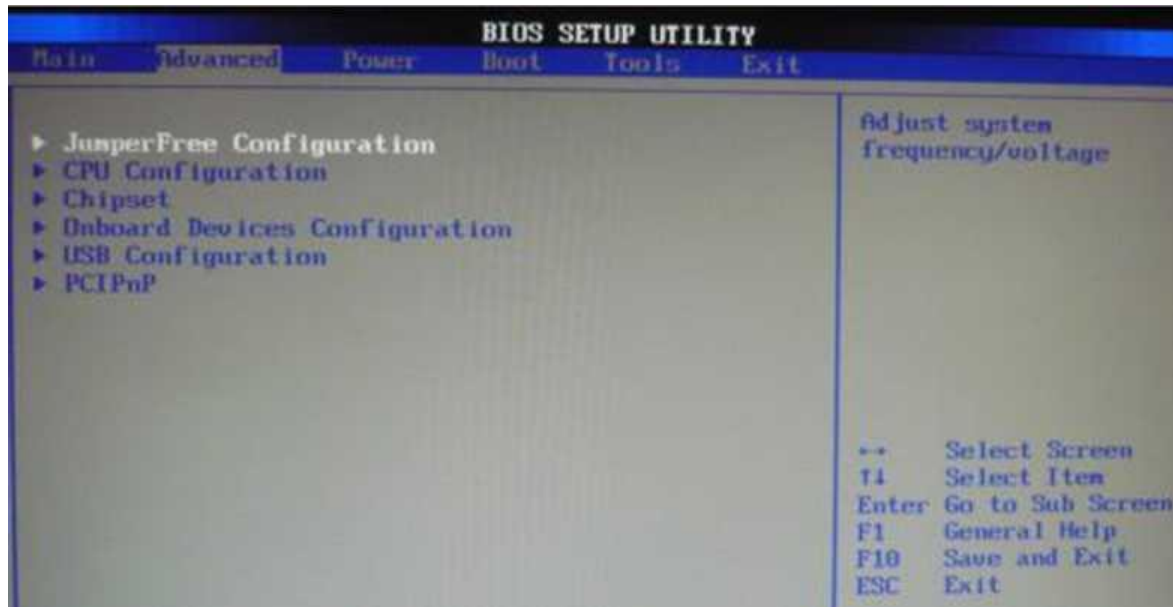 BIOS SETUP UTILITY
Main Advanced Power Boot Tools Exit
▶ JumperFree Configuration
▶ CPU Configuration
▶ Chipset
▶ Onboard Devices Configuration
▶ USB Configuration
▶ PCIPnP
Adjust system
frequency/voltage
←→ Select Screen
↑↓ Select Item
Enter Go to Sub Screen
F1 General Help
F10 Save and Exit
ESC Exit